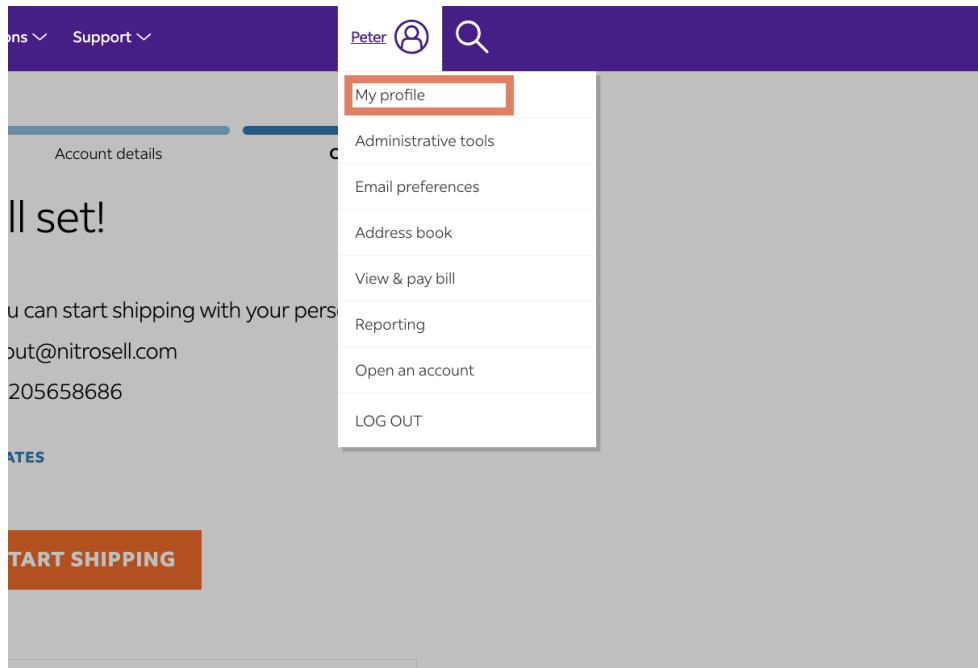 ons Support Peter
My profile
Account details
Administrative tools
ll set!
Email preferences
Address book
View & pay bill
u can start shipping with your pers
Reporting
out@nitrosell.com
Open an account
205658686
LOG OUT
ATES
TART SHIPPING